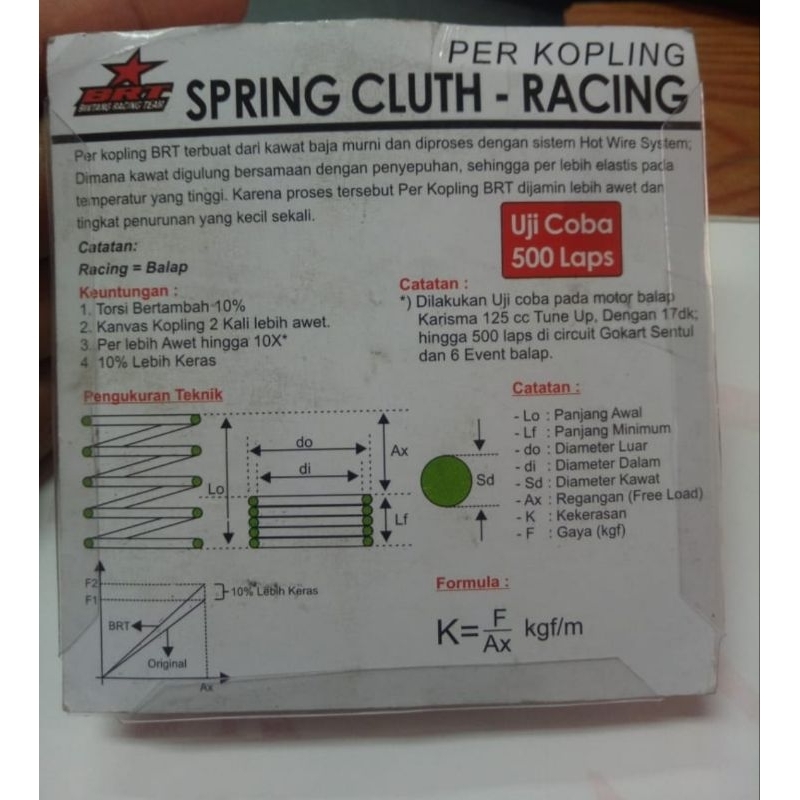 PER KOPLING
BRT
BINTANG RACING TEAM
SPRING CLUTH - RACING
Per kopling BRT terbuat dari kawat baja murni dan diproses dengan sistem Hot Wire System;
Dimana kawat digulung bersamaan dengan penyepuhan, sehingga per lebih elastis pada
temperatur yang tinggi. Karena proses tersebut Per Kopling BRT dijamin lebih awet dan
tingkat penurunan yang kecil sekali.
Uji Coba
500 Laps
Catatan:
Racing = Balap
Keuntungan :
1. Torsi Bertambah 10%
2. Kanvas Kopling 2 Kali lebih awet.
3. Per lebih Awet hingga 10X*
4 10% Lebih Keras
Catatan :
*) Dilakukan Uji coba pada motor balap
Karisma 125 cc Tune Up, Dengan 17dk;
hingga 500 laps di circuit Gokart Sentul
dan 6 Event balap.
Pengukuran Teknik
Lo
do
di
Ax
Lf
Sd
Catatan :
- Lo : Panjang Awal
- Lf : Panjang Minimum
- do : Diameter Luar
- di : Diameter Dalam
- Sd : Diameter Kawat
- Ax : Regangan (Free Load)
- K : Kekerasan
- F : Gaya (kgf)
F2
F1
10% Lebih Keras
BRT
Original
Ax
Formula :
K=F/Ax kgf/m